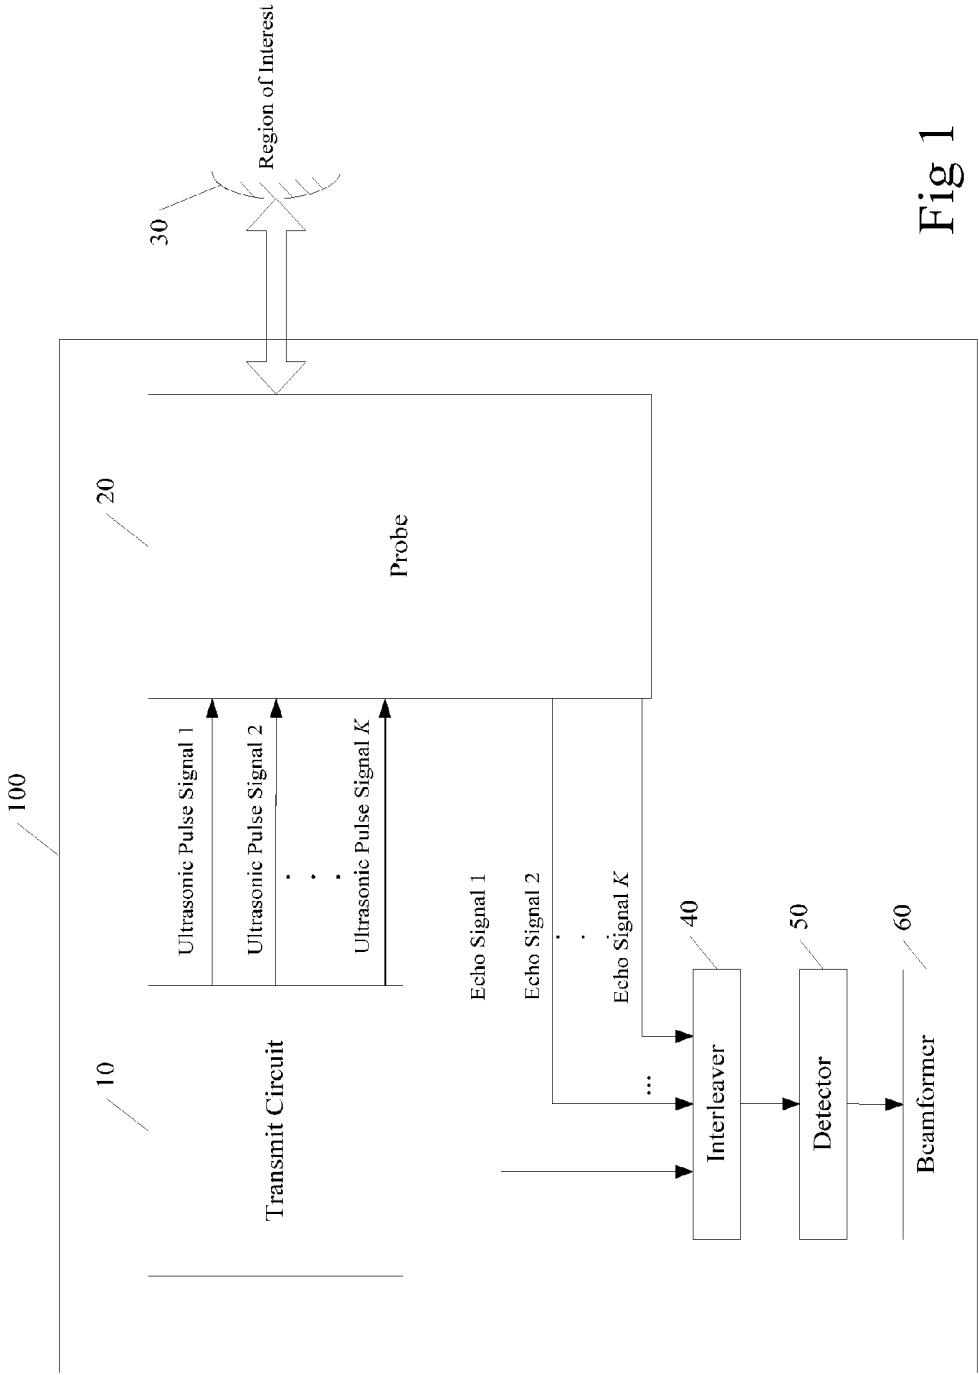 100
10
Transmit Circuit
Ultrasonic Pulse Signal 1
Ultrasonic Pulse Signal 2
. . .
Ultrasonic Pulse Signal K
20
Probe
30
Region of Interest
Echo Signal 1
Echo Signal 2
. . .
Echo Signal K
...
40
Interleaver
50
Detector
60
Beamformer
Fig 1